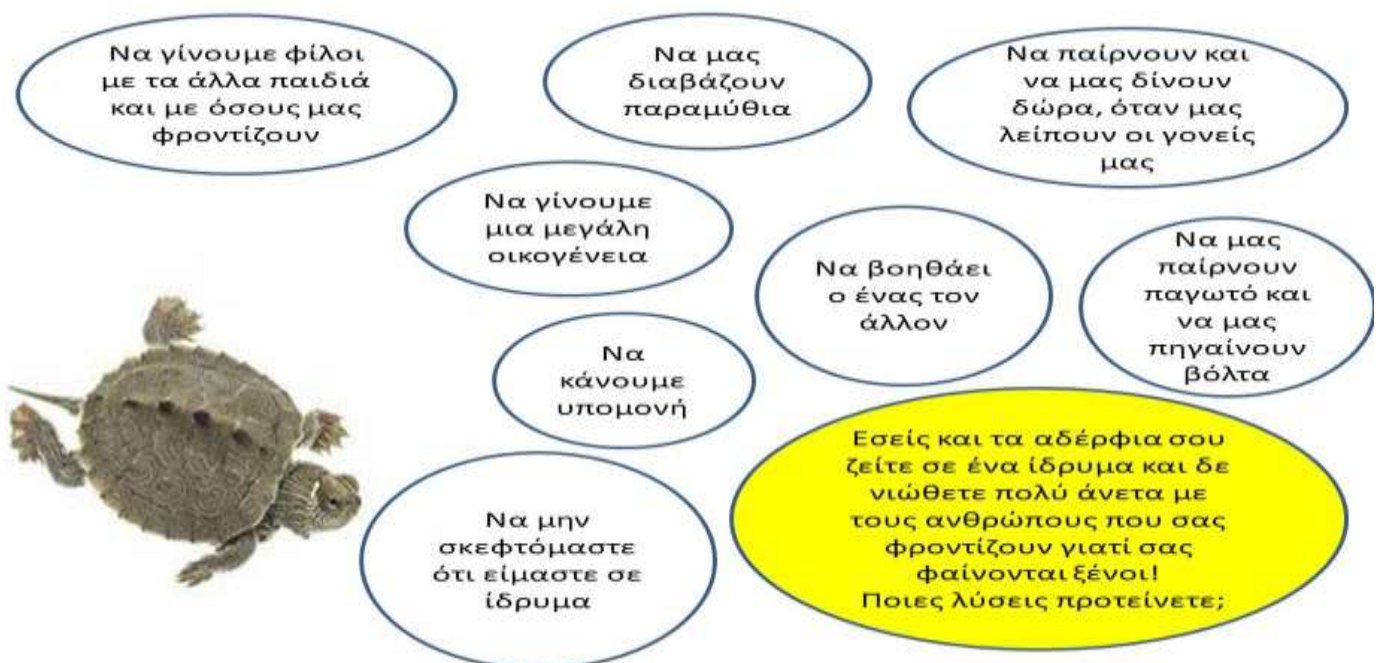 Να γίνουμε φίλοι
με τα άλλα παιδιά
και με όσους μας
φροντίζουν
Να μας
διαβάζουν
παραμύθια
Να παίρνουν και
να μας δίνουν
δώρα, όταν μας
λείπουν οι γονείς
μας
Να γίνουμε
μια μεγάλη
οικογένεια
Να βοηθάει
ο ένας τον
άλλον
Να μας
παίρνουν
παγωτό και
να μας
πηγαίνουν
βόλτα
Να
κάνουμε
υπομονή
Να μην
σκεφτόμαστε
ότι είμαστε σε
ίδρυμα
Εσείς και τα αδέρφια σου
ζείτε σε ένα ίδρυμα και δε
νιώθετε πολύ άνετα με
τους ανθρώπους που σας
φροντίζουν γιατί σας
φαίνονται ξένοι!
Ποιες λύσεις προτείνετε;